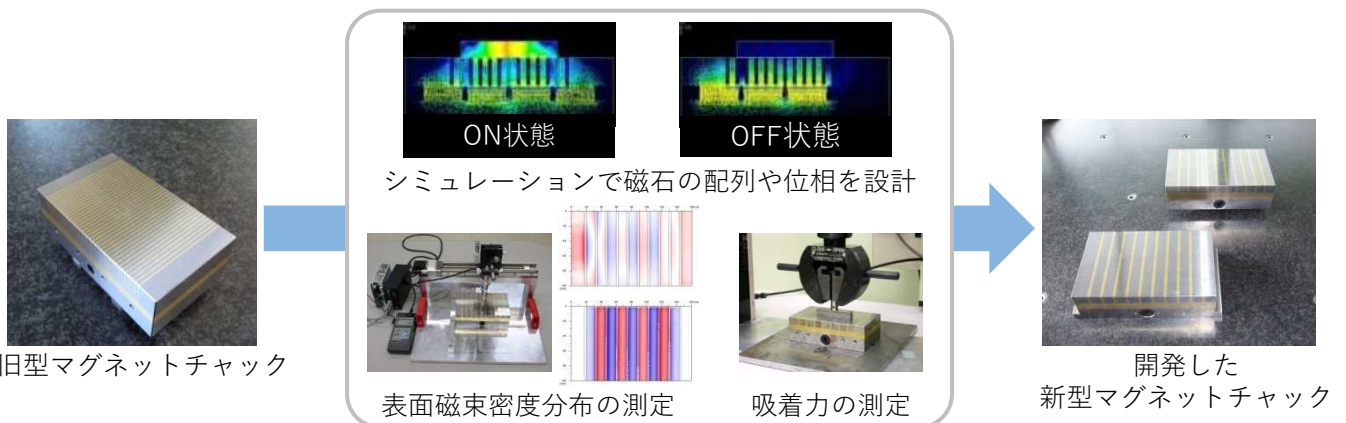 ON状態
OFF状態
シミュレーションで磁石の配列や位相を設計
旧型マグネットチャック
表面磁束密度分布の測定
吸着力の測定
開発した
新型マグネットチャック